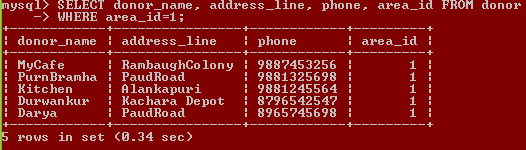 mysql> SELECT donor_name, address_line, phone, area_id FROM donor
    -> WHERE area_id=1;
+------------+----------------+------------+---------+
| donor_name | address_line   | phone      | area_id |
+------------+----------------+------------+---------+
| MyCafe     | RambaughColony | 9887453256 |       1 |
| PurnBramha | PaudRoad       | 9881325698 |       1 |
| Kitchen    | Alankapuri     | 9881245564 |       1 |
| Durwankur  | Kachara Depot  | 8796542547 |       1 |
| Darya      | PaudRoad       | 8965745698 |       1 |
+------------+----------------+------------+---------+
5 rows in set (0.34 sec)